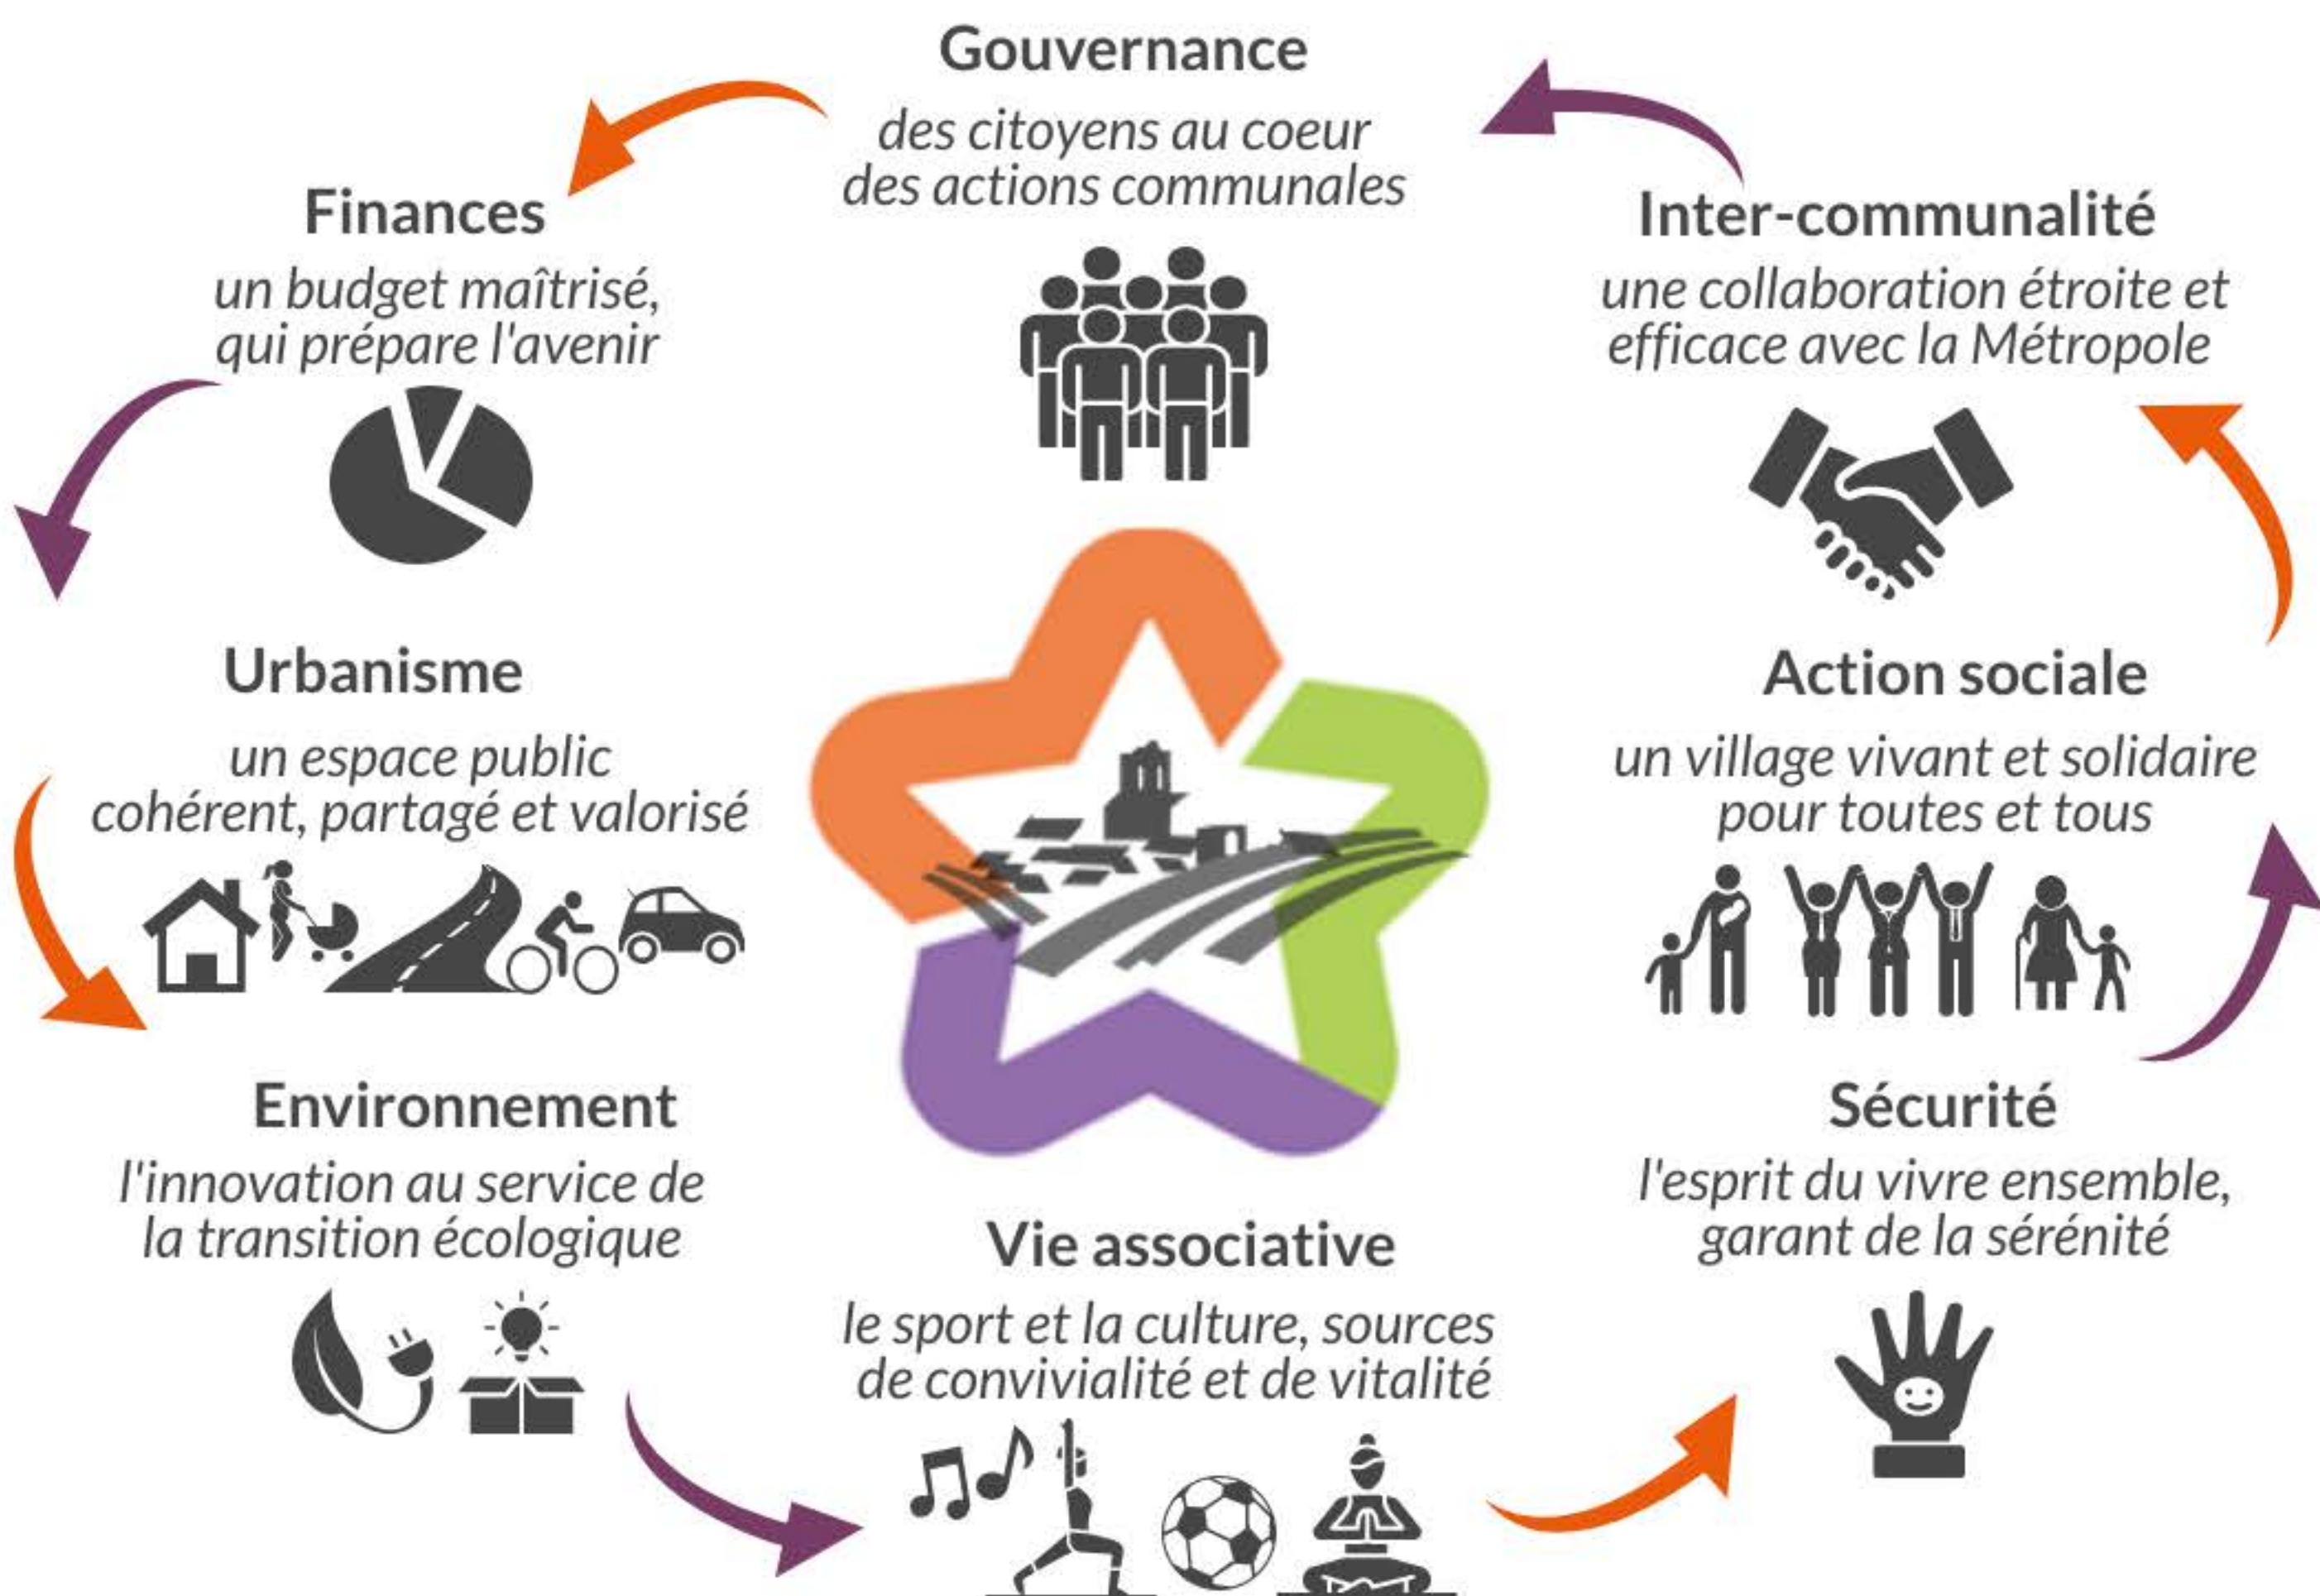 Gouvernance
des citoyens au coeur
des actions communales
Finances
un budget maîtrisé,
qui prépare l'avenir
Inter-communalité
une collaboration étroite et
efficace avec la Métropole
Urbanisme
un espace public
cohérent, partagé et valorisé
Action sociale
un village vivant et solidaire
pour toutes et tous
Environnement
l'innovation au service de
la transition écologique
Sécurité
l'esprit du vivre ensemble,
garant de la sérénité
Vie associative
le sport et la culture, sources
de convivialité et de vitalité